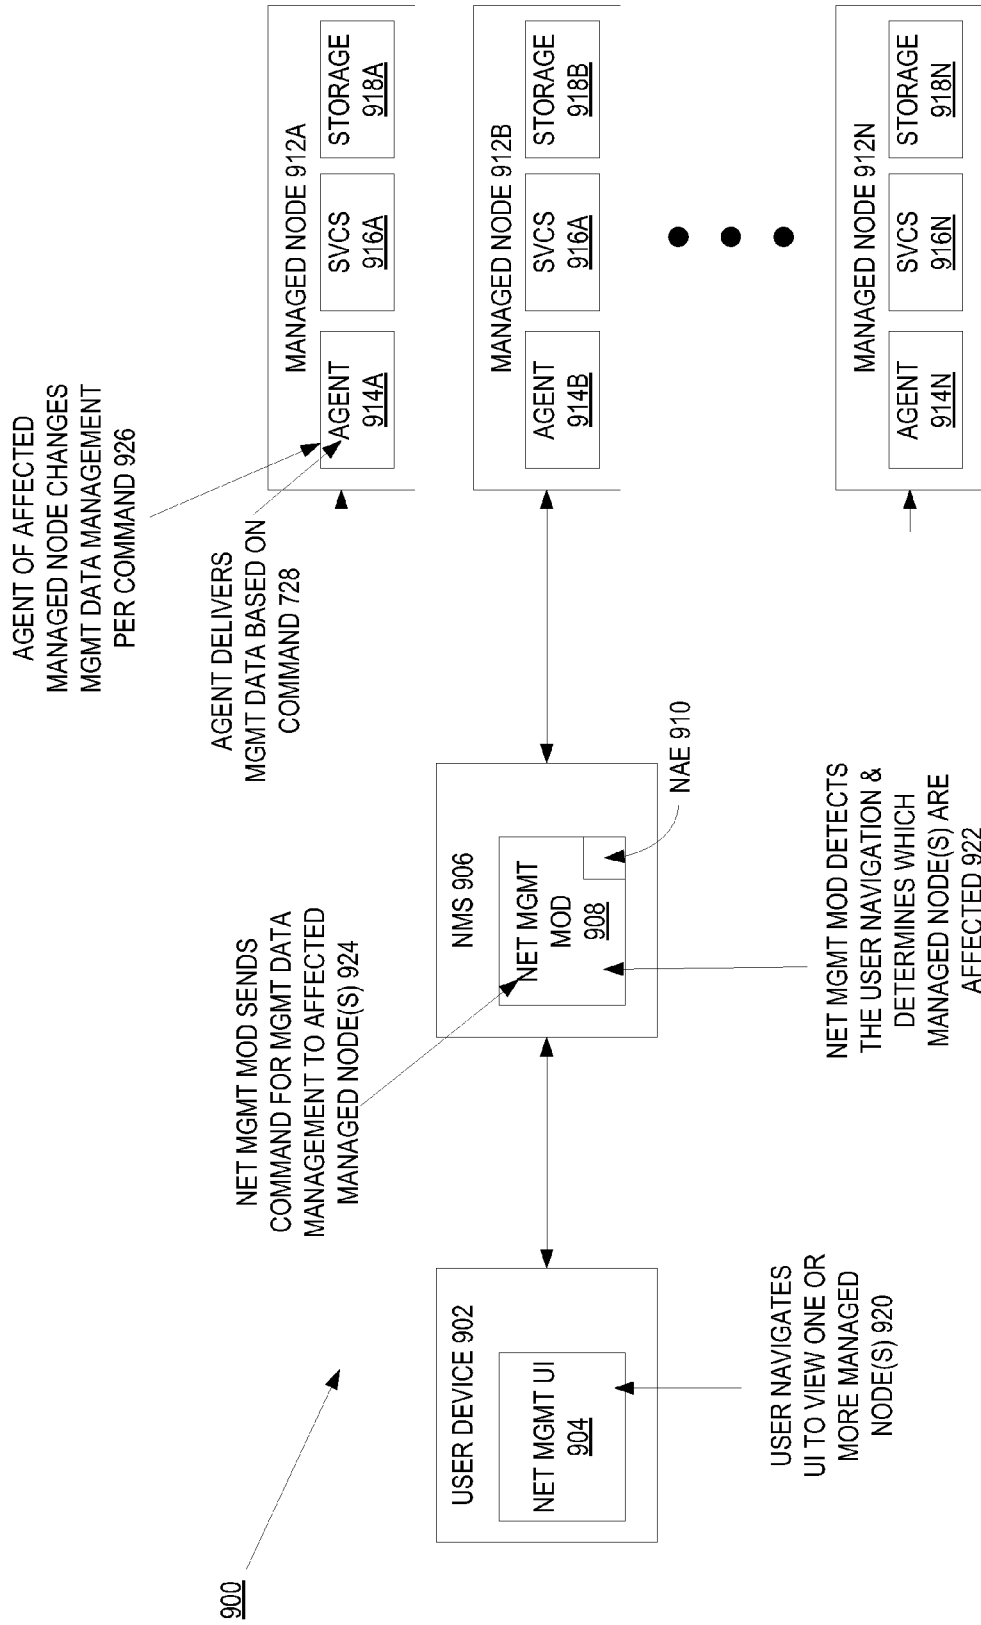 900
USER DEVICE 902
NET MGMT UI
904
USER NAVIGATES
UI TO VIEW ONE OR
MORE MANAGED
NODE(S) 920
NET MGMT MOD SENDS
COMMAND FOR MGMT DATA
MANAGEMENT TO AFFECTED
MANAGED NODE(S) 924
NMS 906
NET MGMT
MOD
908
NAE 910
NET MGMT MOD DETECTS
THE USER NAVIGATION &
DETERMINES WHICH
MANAGED NODE(S) ARE
AFFECTED 922
AGENT OF AFFECTED
MANAGED NODE CHANGES
MGMT DATA MANAGEMENT
PER COMMAND 926
AGENT DELIVERS
MGMT DATA BASED ON
COMMAND 728
MANAGED NODE 912A
AGENT
914A
SVCS
916A
STORAGE
918A
MANAGED NODE 912B
AGENT
914B
SVCS
916A
STORAGE
918B
MANAGED NODE 912N
AGENT
914N
SVCS
916N
STORAGE
918N